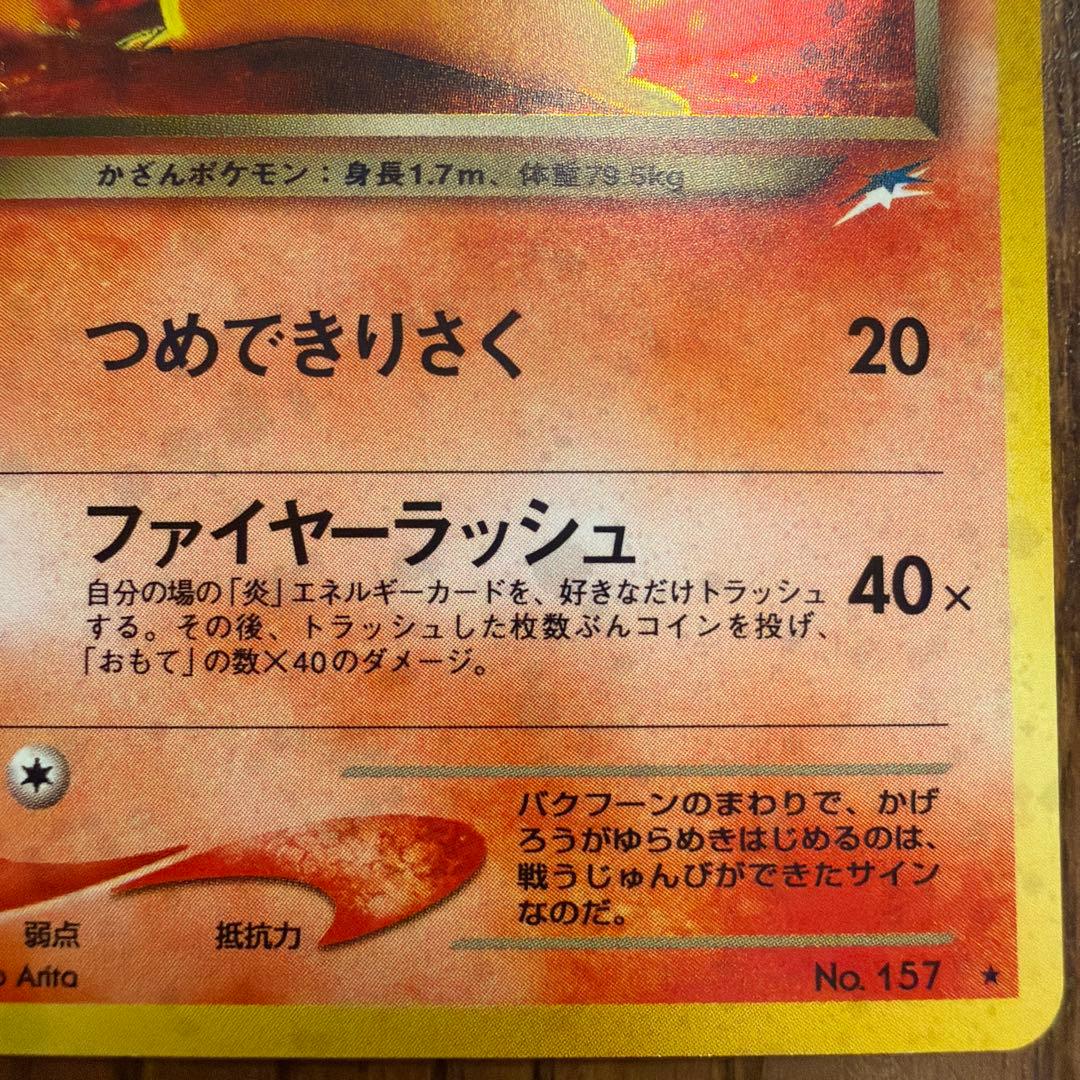 かざんポケモン：身長1.7m、体重79.5kg
つめできりさく 20
ファイヤーラッシュ
自分の場の「炎」エネルギーカードを、好きなだけトラッシュ
する。その後、トラッシュした枚数ぶんコインを投げ、
「おもて」の数×40のダメージ。
40×
バクフーンのまわりで、かげ
ろうがゆらめきはじめるのは、
戦うじゅんびができたサイン
なのだ。
弱点 抵抗力
Arita No. 157 ★